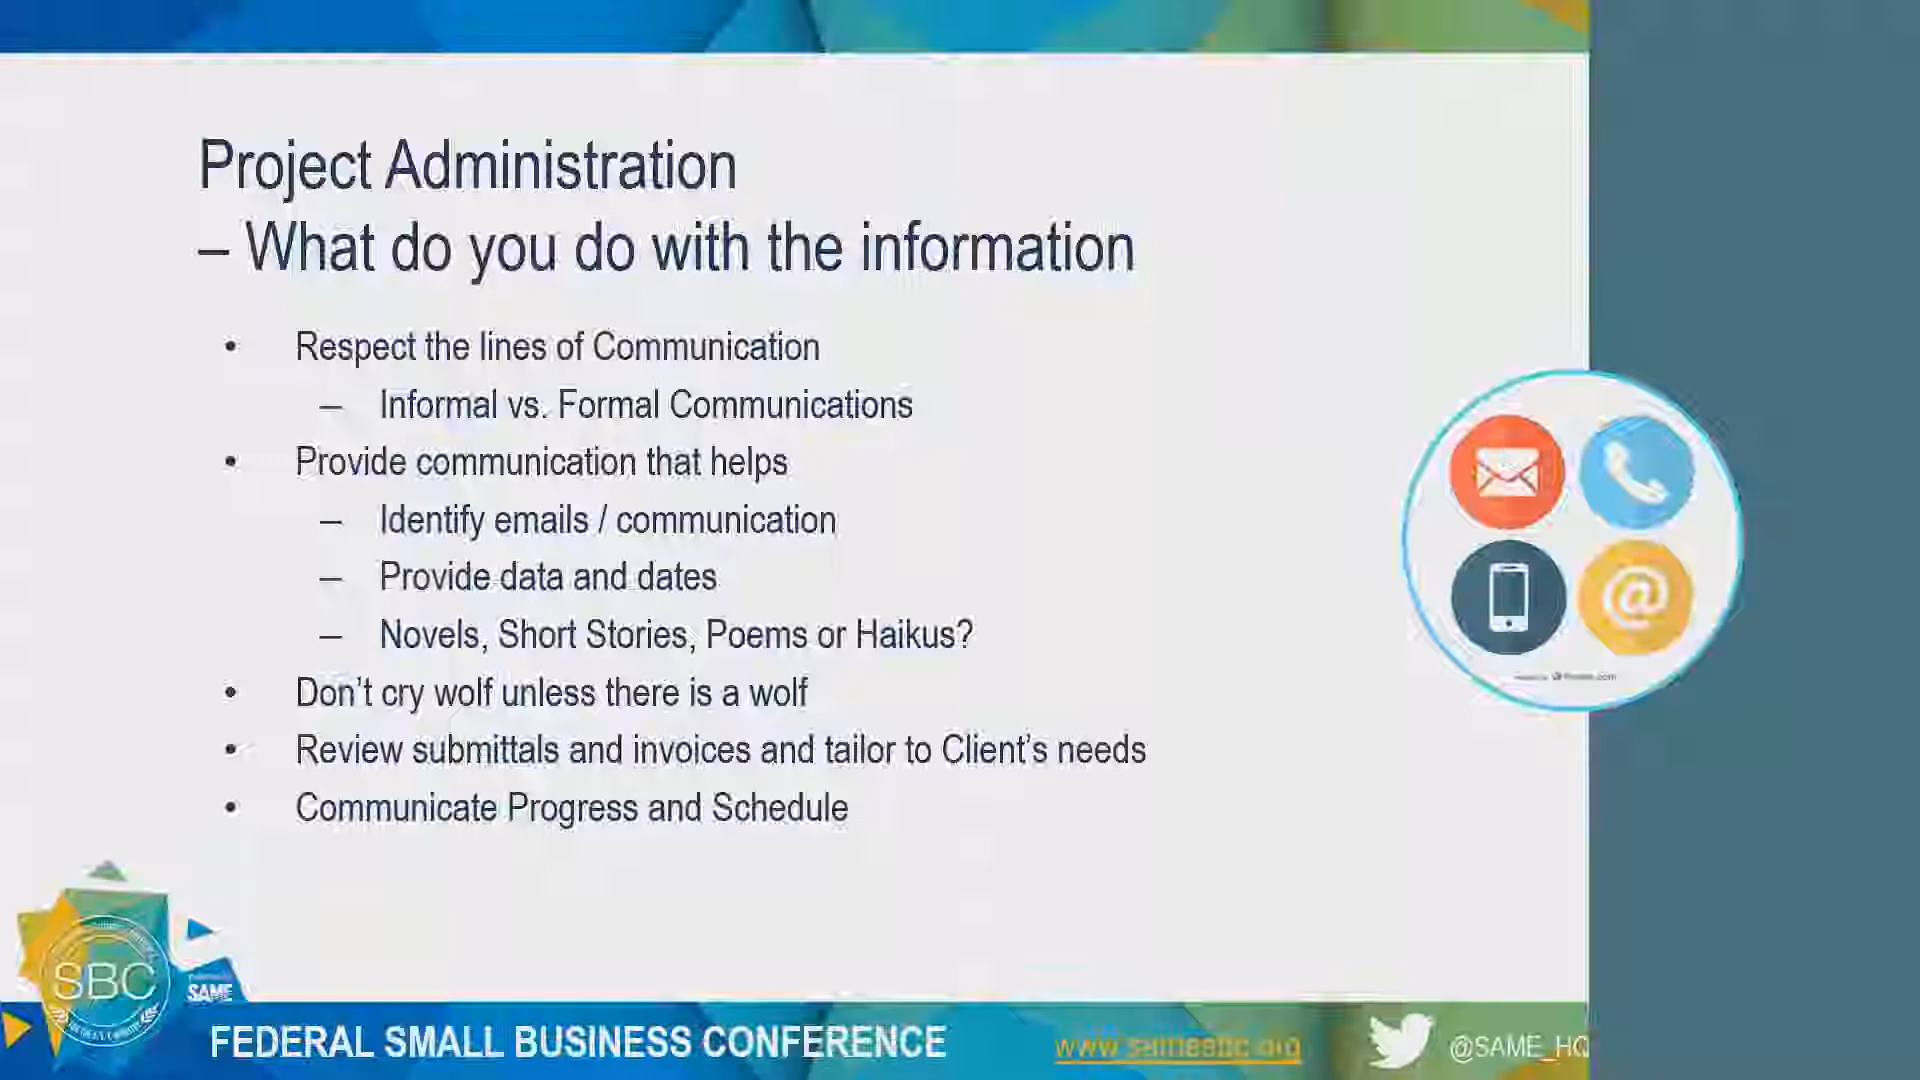 Project Administration
– What do you do with the information
• Respect the lines of Communication
– Informal vs. Formal Communications
• Provide communication that helps
– Identify emails / communication
– Provide data and dates
– Novels, Short Stories, Poems or Haikus?
• Don't cry wolf unless there is a wolf
• Review submittals and invoices and tailor to Client's needs
• Communicate Progress and Schedule
@
SBC
SAME
FEDERAL SMALL BUSINESS CONFERENCE
www.samesbc.org
@SAME_HQ